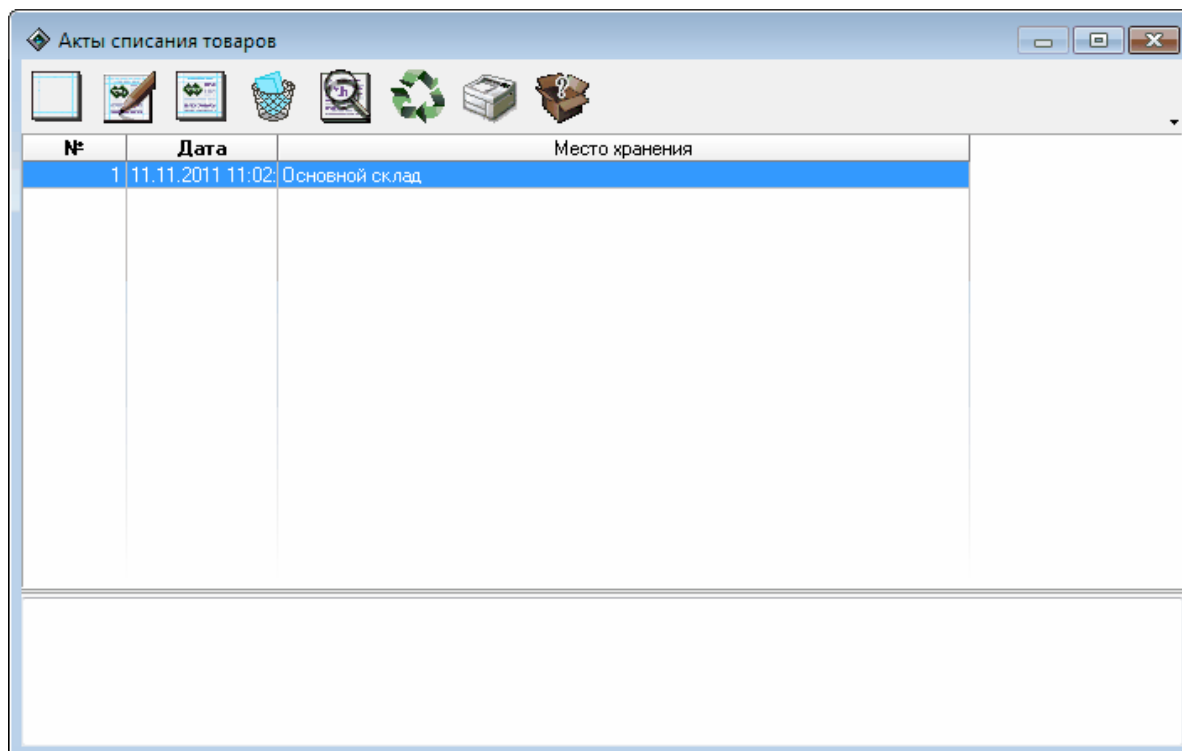 Акты списания товаров
№ Дата Место хранения
1 11.11.2011 11:02: Основной склад